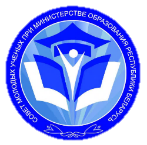 СОВЕТ МОЛОДЫХ УЧЕНЫХ ПРИ МИНИСТЕРСТВЕ ОБРАЗОВАНИЯ РЕСПУБЛИКИ БЕЛАРУСЬ